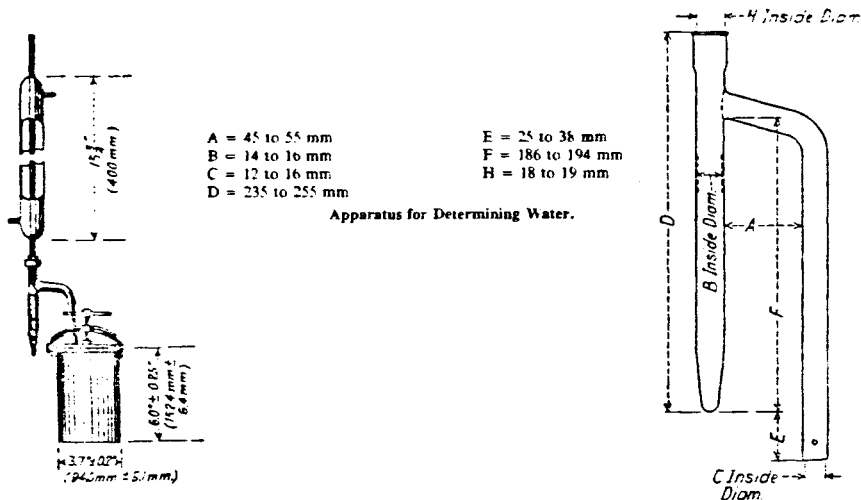 H Inside Diam.
15 3/4"
(400 mm)
A = 45 to 55 mm
B = 14 to 16 mm
C = 12 to 16 mm
D = 235 to 255 mm
E = 25 to 38 mm
F = 186 to 194 mm
H = 18 to 19 mm
Apparatus for Determining Water.
D
B Inside Diam.
A
F
6.0" ± 0.25"
(152.4 mm ±
6.4 mm)
3.7" ± 0.2"
(94.0 mm ± 5.1 mm)
E
C Inside
Diam.